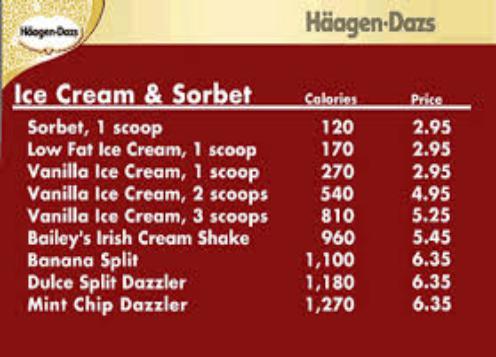 Häagen-Dazs
Häagen-Dazs
Ice Cream & Sorbet Calories Price
Sorbet, 1 scoop 120 2.95
Low Fat Ice Cream, 1 scoop 170 2.95
Vanilla Ice Cream, 1 scoop 270 2.95
Vanilla Ice Cream, 2 scoops 540 4.95
Vanilla Ice Cream, 3 scoops 810 5.25
Bailey's Irish Cream Shake 960 5.45
Banana Split 1,100 6.35
Dulce Split Dazzler 1,180 6.35
Mint Chip Dazzler 1,270 6.35